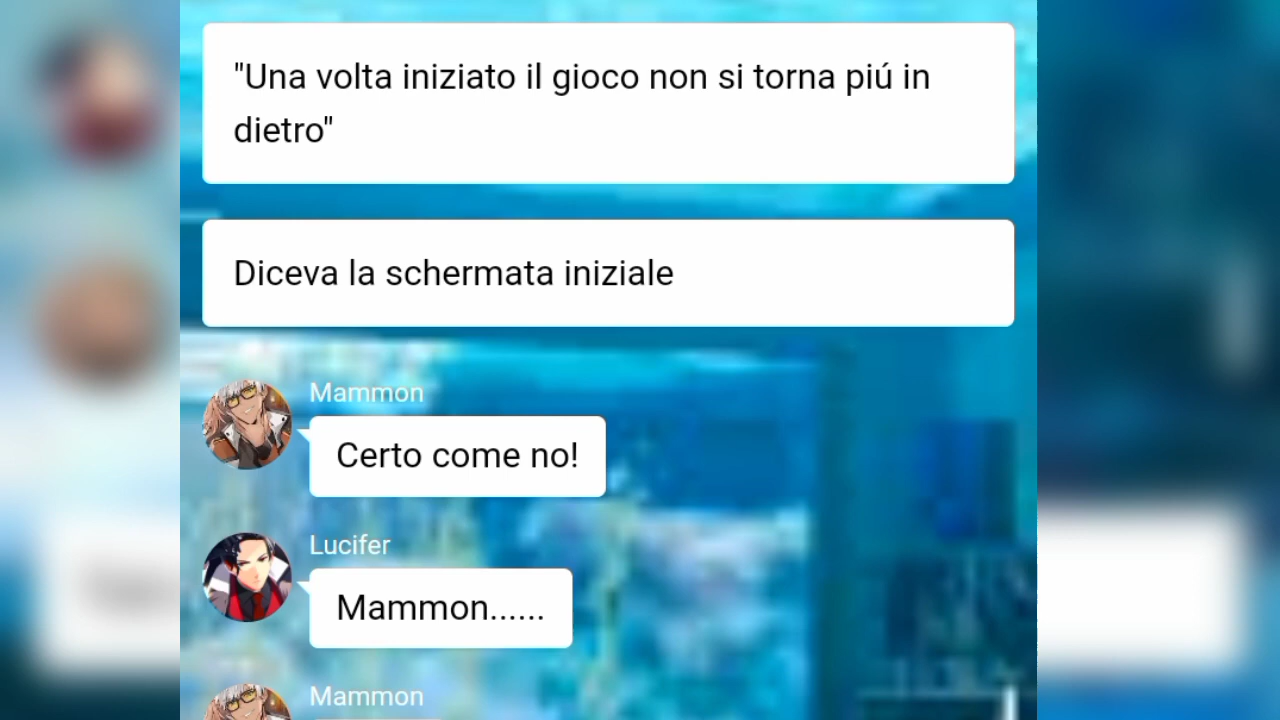 "Una volta iniziato il gioco non si torna piú in
dietro"
Diceva la schermata iniziale
Mammon
Certo come no!
Lucifer
Mammon......
Mammon